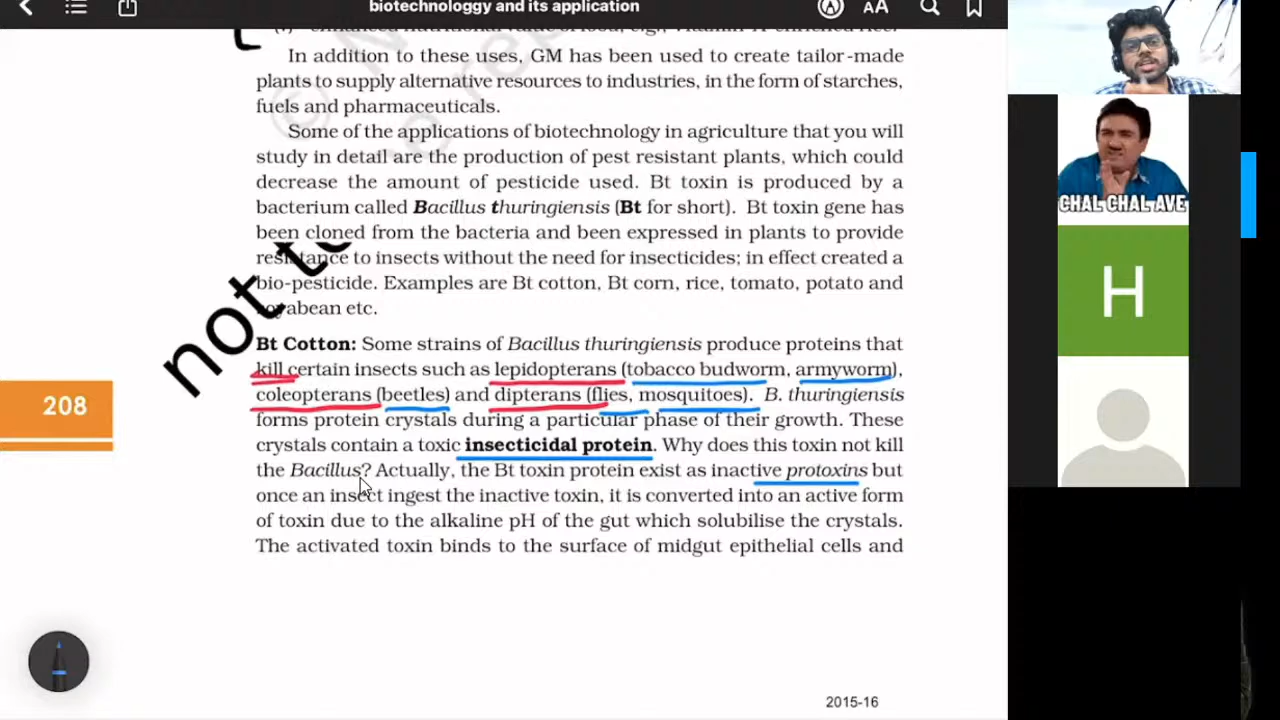 biotechnologgy and its application
AA
(v) enhanced nutritional value of food, e.g., Vitamin 'A' enriched rice.
In addition to these uses, GM has been used to create tailor-made
plants to supply alternative resources to industries, in the form of starches,
fuels and pharmaceuticals.
Some of the applications of biotechnology in agriculture that you will
study in detail are the production of pest resistant plants, which could
decrease the amount of pesticide used. Bt toxin is produced by a
bacterium called Bacillus thuringiensis (Bt for short). Bt toxin gene has
been cloned from the bacteria and been expressed in plants to provide
resistance to insects without the need for insecticides; in effect created a
bio-pesticide. Examples are Bt cotton, Bt corn, rice, tomato, potato and
soyabean etc.
not to
Bt Cotton: Some strains of Bacillus thuringiensis produce proteins that
kill certain insects such as lepidopterans (tobacco budworm, armyworm),
coleopterans (beetles) and dipterans (flies, mosquitoes). B. thuringiensis
forms protein crystals during a particular phase of their growth. These
crystals contain a toxic insecticidal protein. Why does this toxin not kill
the Bacillus? Actually, the Bt toxin protein exist as inactive protoxins but
once an insect ingest the inactive toxin, it is converted into an active form
of toxin due to the alkaline pH of the gut which solubilise the crystals.
The activated toxin binds to the surface of midgut epithelial cells and
208
2015-16
CHAL CHAL AVE
H